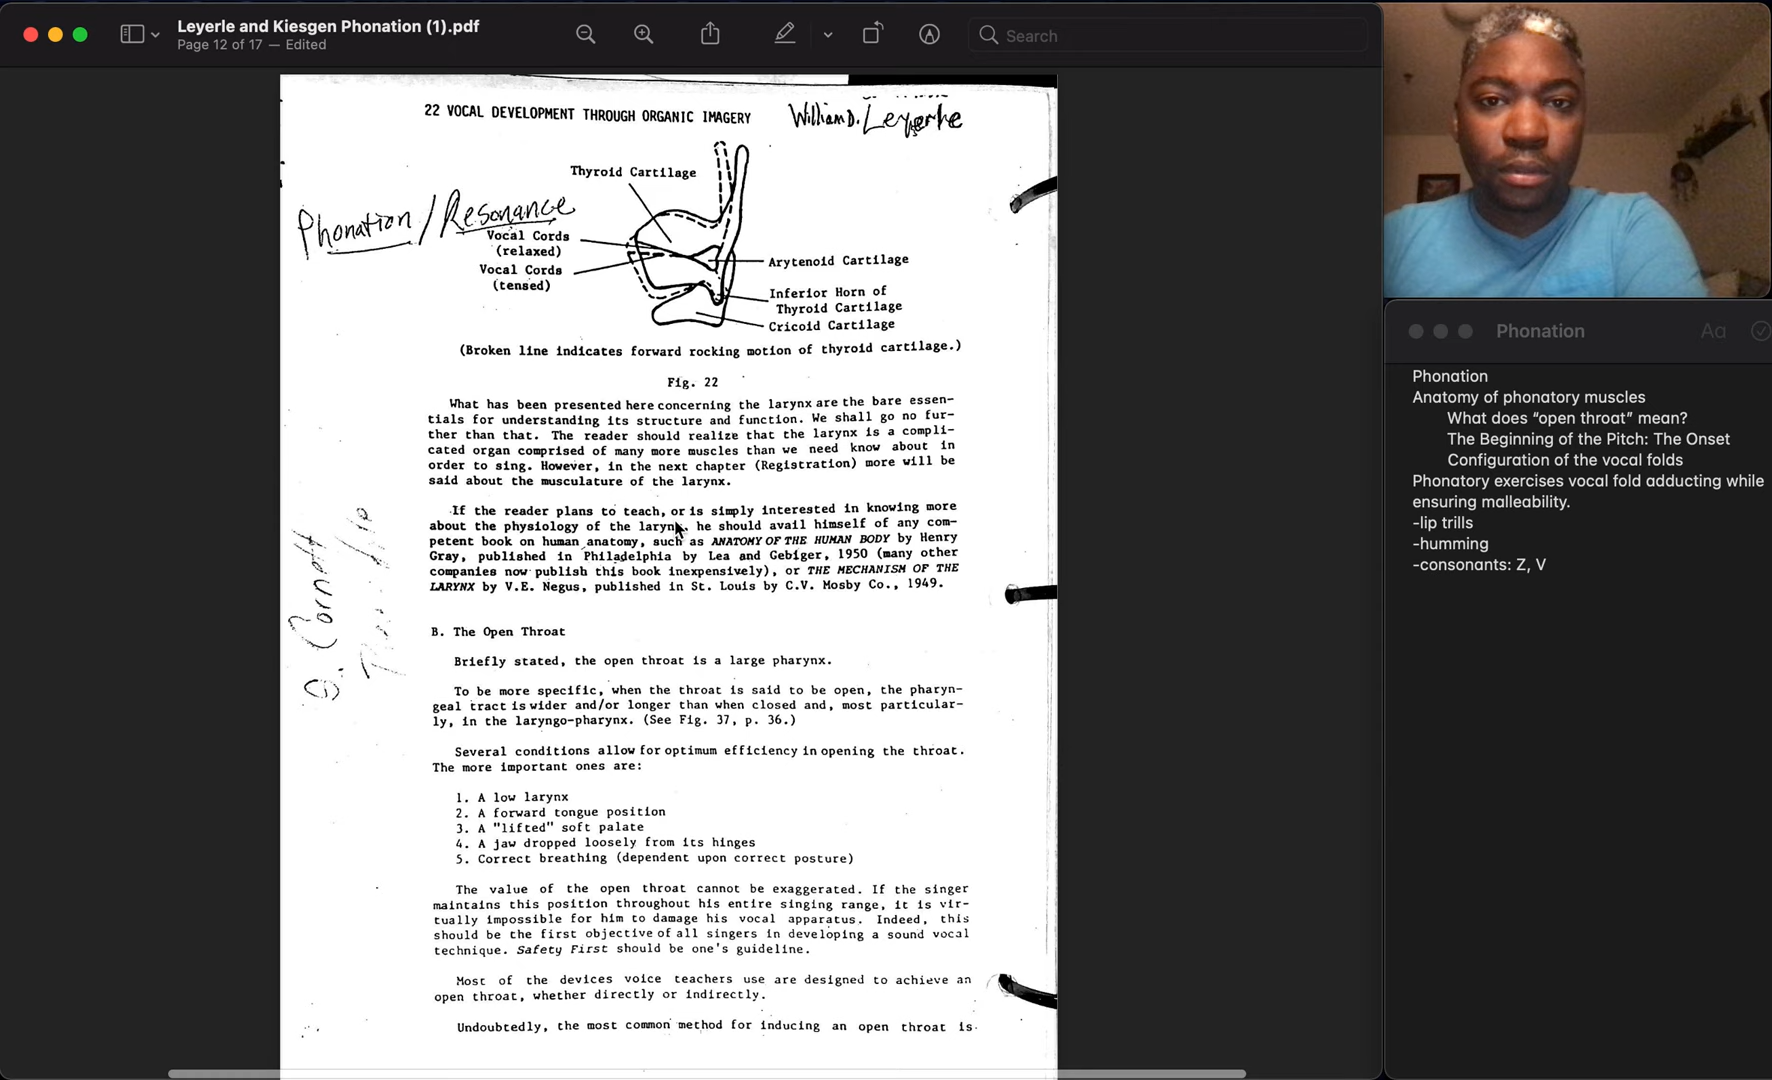 Leyerle and Kiesgen Phonation (1).pdf
Page 12 of 17 — Edited
Search
22 VOCAL DEVELOPMENT THROUGH ORGANIC IMAGERY
William D. Leyerle
Phonation / Resonance
Thyroid Cartilage
Vocal Cords
(relaxed)
Vocal Cords
(tensed)
Arytenoid Cartilage
Inferior Horn of
Thyroid Cartilage
Cricoid Cartilage
(Broken line indicates forward rocking motion of thyroid cartilage.)
Fig. 22
What has been presented here concerning the larynx are the bare essen-
tials for understanding its structure and function. We shall go no fur-
ther than that. The reader should realize that the larynx is a compli-
cated organ comprised of many more muscles than we need know about in
order to sing. However, in the next chapter (Registration) more will be
said about the musculature of the larynx.
If the reader plans to teach, or is simply interested in knowing more
about the physiology of the larynx, he should avail himself of any com-
petent book on human anatomy, such as ANATOMY OF THE HUMAN BODY by Henry
Gray, published in Philadelphia by Lea and Gebiger, 1950 (many other
companies now publish this book inexpensively), or THE MECHANISM OF THE
LARYNX by V.E. Negus, published in St. Louis by C.V. Mosby Co., 1949.
B. The Open Throat
Briefly stated, the open throat is a large pharynx.
To be more specific, when the throat is said to be open, the pharyn-
geal tract is wider and/or longer than when closed and, most particular-
ly, in the laryngo-pharynx. (See Fig. 37, p. 36.)
Several conditions allow for optimum efficiency in opening the throat.
The more important ones are:
1. A low larynx
2. A forward tongue position
3. A "lifted" soft palate
4. A jaw dropped loosely from its hinges
5. Correct breathing (dependent upon correct posture)
The value of the open throat cannot be exaggerated. If the singer
maintains this position throughout his entire singing range, it is vir-
tually impossible for him to damage his vocal apparatus. Indeed, this
should be the first objective of all singers in developing a sound vocal
technique. Safety First should be one's guideline.
Most of the devices voice teachers use are designed to achieve an
open throat, whether directly or indirectly.
Undoubtedly, the most common method for inducing an open throat is
Phonation
Aa
Phonation
Anatomy of phonatory muscles
What does “open throat” mean?
The Beginning of the Pitch: The Onset
Configuration of the vocal folds
Phonatory exercises vocal fold adducting while
ensuring malleability.
-lip trills
-humming
-consonants: Z, V